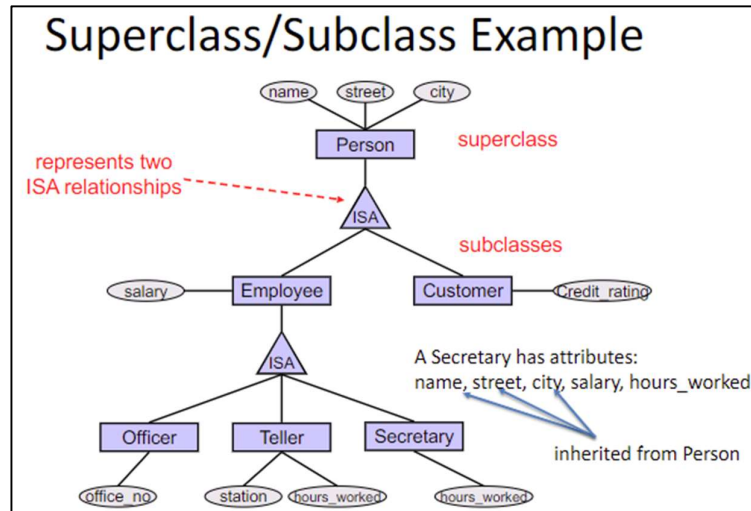 Superclass/Subclass Example
name street city
Person superclass
represents two
ISA relationships
ISA
subclasses
salary Employee Customer Credit_rating
ISA
A Secretary has attributes:
name, street, city, salary, hours_worked
Officer Teller Secretary
inherited from Person
office_no station hours_worked hours_worked